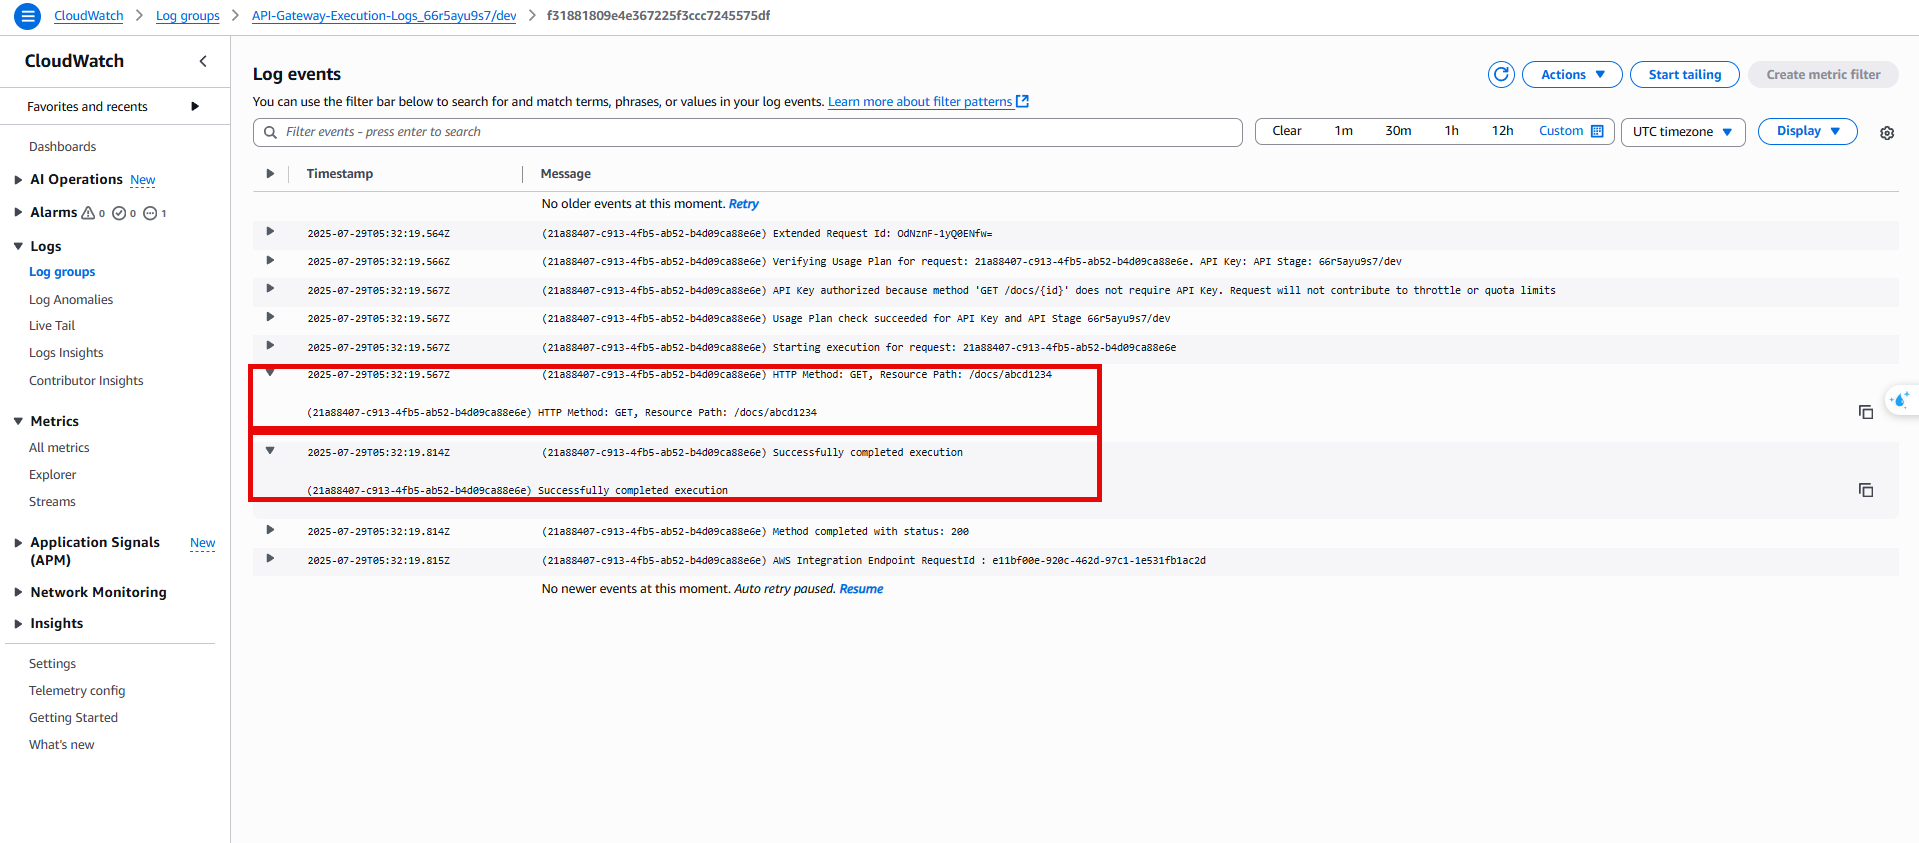 CloudWatch > Log groups > API-Gateway-Execution-Logs_66r5ayu9s7/dev > f31881809e4e367225f3ccc7245575df
CloudWatch
Favorites and recents
Dashboards
AI Operations New
Alarms 0 0 1
Logs
Log groups
Log Anomalies
Live Tail
Logs Insights
Contributor Insights
Metrics
All metrics
Explorer
Streams
Application Signals New
(APM)
Network Monitoring
Insights
Settings
Telemetry config
Getting Started
What's new
Log events
Actions
Start tailing
Create metric filter
You can use the filter bar below to search for and match terms, phrases, or values in your log events. Learn more about filter patterns
Filter events - press enter to search
Clear 1m 30m 1h 12h Custom
UTC timezone
Display
Timestamp Message
No older events at this moment. Retry
2025-07-29T05:32:19.564Z (21a88407-c913-4fb5-ab52-b4d09ca88e6e) Extended Request Id: OdNznF-1yQ0ENfw=
2025-07-29T05:32:19.566Z (21a88407-c913-4fb5-ab52-b4d09ca88e6e) Verifying Usage Plan for request: 21a88407-c913-4fb5-ab52-b4d09ca88e6e. API Key: API Stage: 66r5ayu9s7/dev
2025-07-29T05:32:19.567Z (21a88407-c913-4fb5-ab52-b4d09ca88e6e) API Key authorized because method 'GET /docs/{id}' does not require API Key. Request will not contribute to throttle or quota limits
2025-07-29T05:32:19.567Z (21a88407-c913-4fb5-ab52-b4d09ca88e6e) Usage Plan check succeeded for API Key and API Stage 66r5ayu9s7/dev
2025-07-29T05:32:19.567Z (21a88407-c913-4fb5-ab52-b4d09ca88e6e) Starting execution for request: 21a88407-c913-4fb5-ab52-b4d09ca88e6e
2025-07-29T05:32:19.567Z (21a88407-c913-4fb5-ab52-b4d09ca88e6e) HTTP Method: GET, Resource Path: /docs/abcd1234
(21a88407-c913-4fb5-ab52-b4d09ca88e6e) HTTP Method: GET, Resource Path: /docs/abcd1234
2025-07-29T05:32:19.814Z (21a88407-c913-4fb5-ab52-b4d09ca88e6e) Successfully completed execution
(21a88407-c913-4fb5-ab52-b4d09ca88e6e) Successfully completed execution
2025-07-29T05:32:19.814Z (21a88407-c913-4fb5-ab52-b4d09ca88e6e) Method completed with status: 200
2025-07-29T05:32:19.815Z (21a88407-c913-4fb5-ab52-b4d09ca88e6e) AWS Integration Endpoint RequestId : e11bf00e-920c-462d-97c1-1e531fb1ac2d
No newer events at this moment. Auto retry paused. Resume